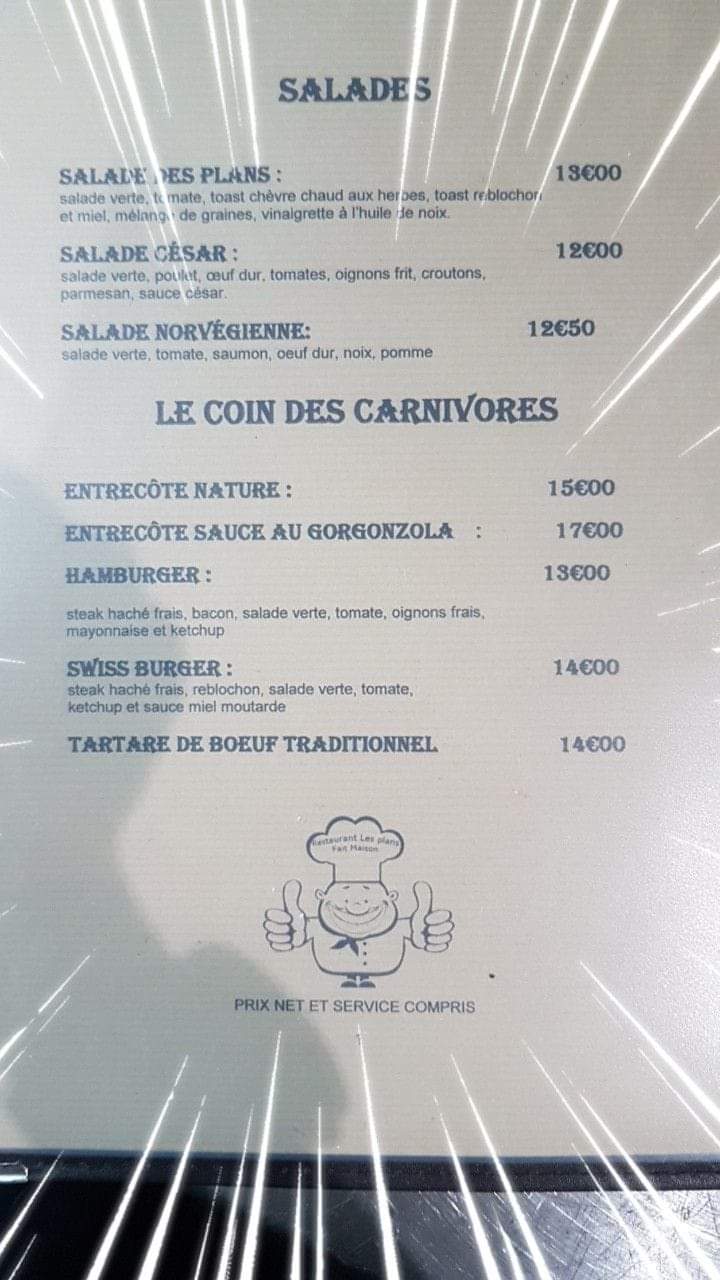 SALADES
SALADE DES PLANS : 13€00
salade verte, tomate, toast chèvre chaud aux herbes, toast reblochon
et miel, mélange de graines, vinaigrette à l'huile de noix.
SALADE CÉSAR : 12€00
salade verte, poulet, œuf dur, tomates, oignons frit, croutons,
parmesan, sauce césar.
SALADE NORVÉGIENNE: 12€50
salade verte, tomate, saumon, oeuf dur, noix, pomme
LE COIN DES CARNIVORES
ENTRECÔTE NATURE : 15€00
ENTRECÔTE SAUCE AU GORGONZOLA : 17€00
HAMBURGER : 13€00
steak haché frais, bacon, salade verte, tomate, oignons frais,
mayonnaise et ketchup
SWISS BURGER : 14€00
steak haché frais, reblochon, salade verte, tomate,
ketchup et sauce miel moutarde
TARTARE DE BOEUF TRADITIONNEL 14€00
Restaurant Les plans
Fait Maison
PRIX NET ET SERVICE COMPRIS